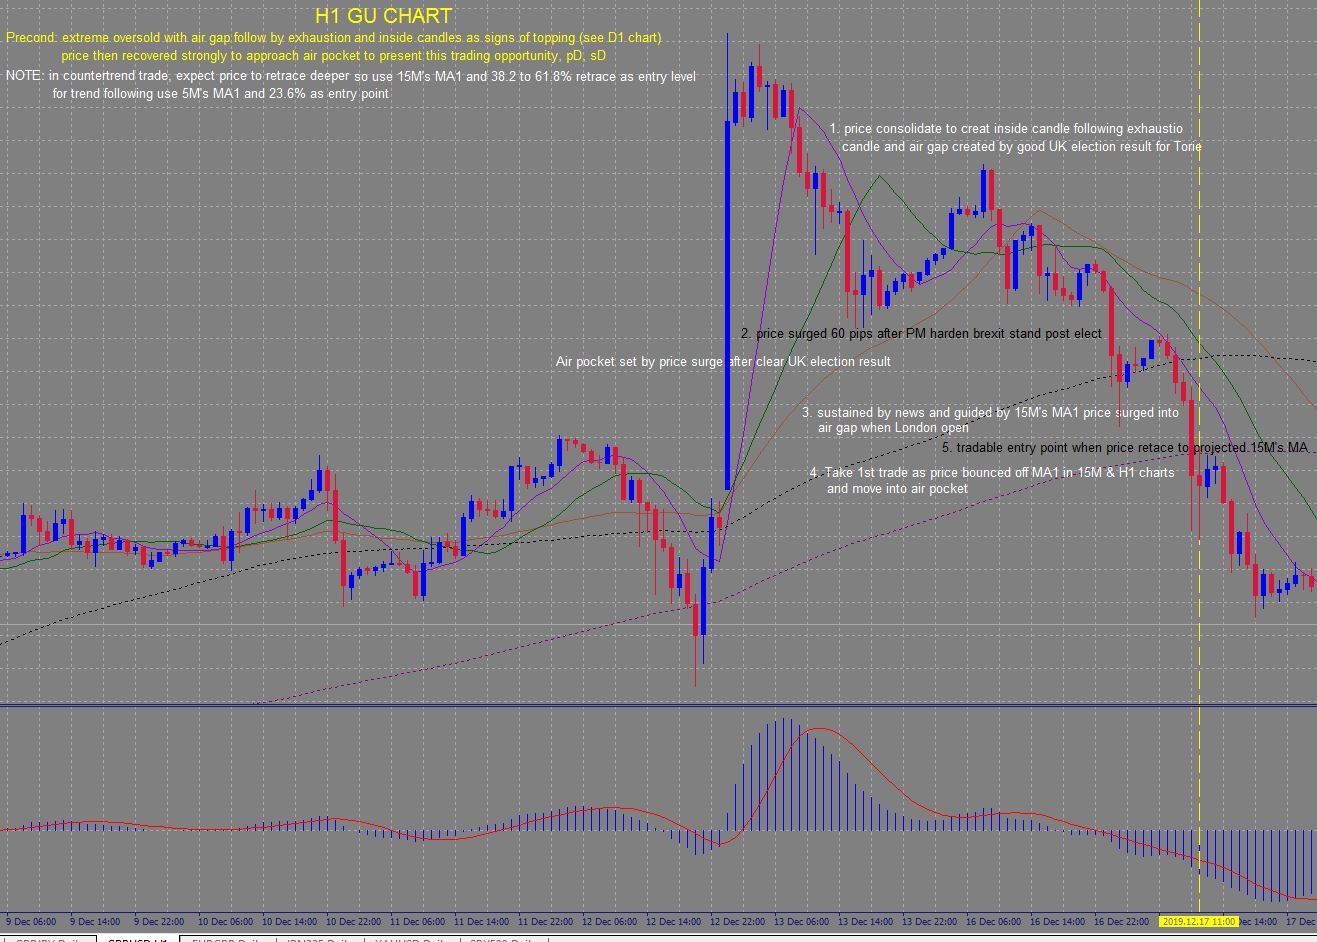 H1 GU CHART
Precond: extreme oversold with air gap follow by exhaustion and inside candles as signs of topping (see D1 chart)
price then recovered strongly to approach air pocket to present this trading opportunity, pD, sD
NOTE: in countertrend trade, expect price to retrace deeper so use 15M's MA1 and 38.2 to 61.8% retrace as entry level
for trend following use 5M's MA1 and 23.6% as entry point
1. price consolidate to creat inside candle following exhaustio
candle and air gap created by good UK election result for Torie
2. price surged 60 pips after PM harden brexit stand post elect
Air pocket set by price surge after clear UK election result
3. sustained by news and guided by 15M's MA1 price surged into
air gap when London open
5. tradable entry point when price retace to projected 15M's MA
4. Take 1st trade as price bounced off MA1 in 15M & H1 charts
and move into air pocket
9 Dec 06:00 9 Dec 14:00 9 Dec 22:00 10 Dec 06:00 10 Dec 14:00 10 Dec 22:00 11 Dec 06:00 11 Dec 14:00 11 Dec 22:00 12 Dec 06:00 12 Dec 14:00 12 Dec 22:00 13 Dec 06:00 13 Dec 14:00 13 Dec 22:00 16 Dec 06:00 16 Dec 14:00 16 Dec 22:00 2019.12.17 11:00 Dec 14:00 17 Dec